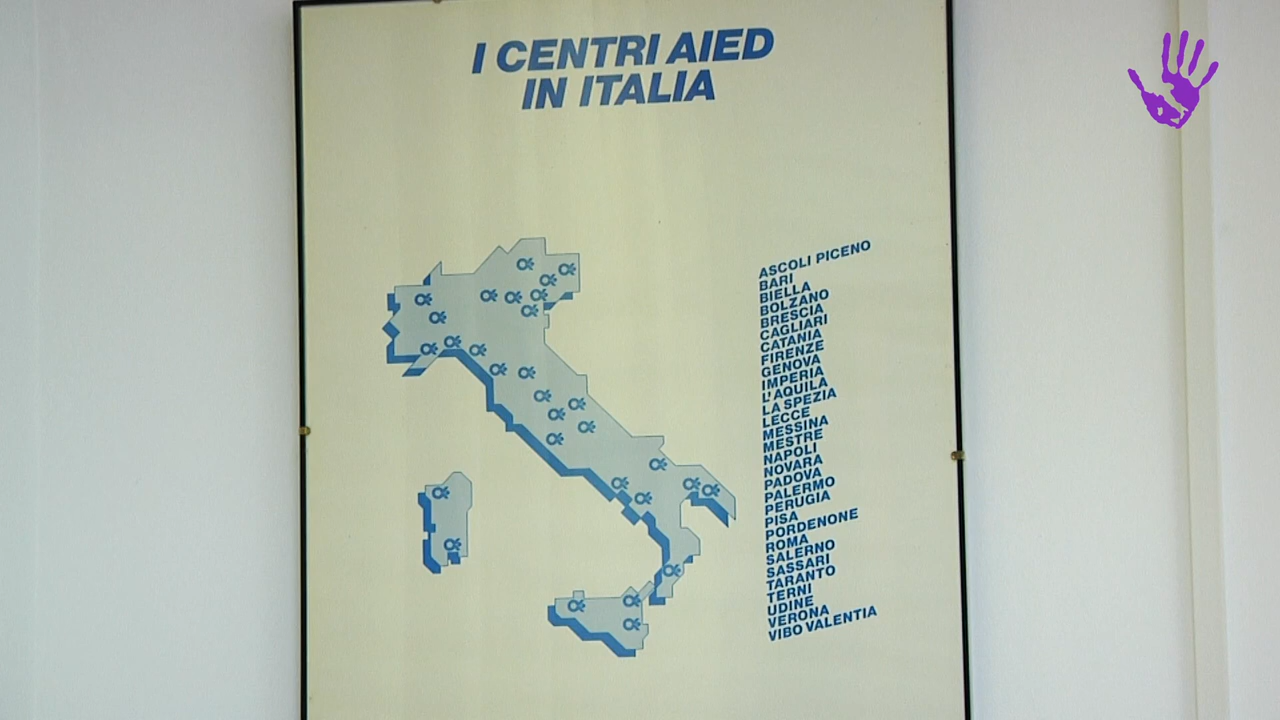 I CENTRI AIED
IN ITALIA
ASCOLI PICENO
BARI
BIELLA
BOLZANO
BRESCIA
CAGLIARI
CATANIA
FIRENZE
GENOVA
IMPERIA
L'AQUILA
LA SPEZIA
LECCE
MESSINA
MESTRE
NAPOLI
NOVARA
PADOVA
PALERMO
PERUGIA
PISA
PORDENONE
ROMA
SALERNO
SASSARI
TARANTO
TERNI
UDINE
VERONA
VIBO VALENTIA